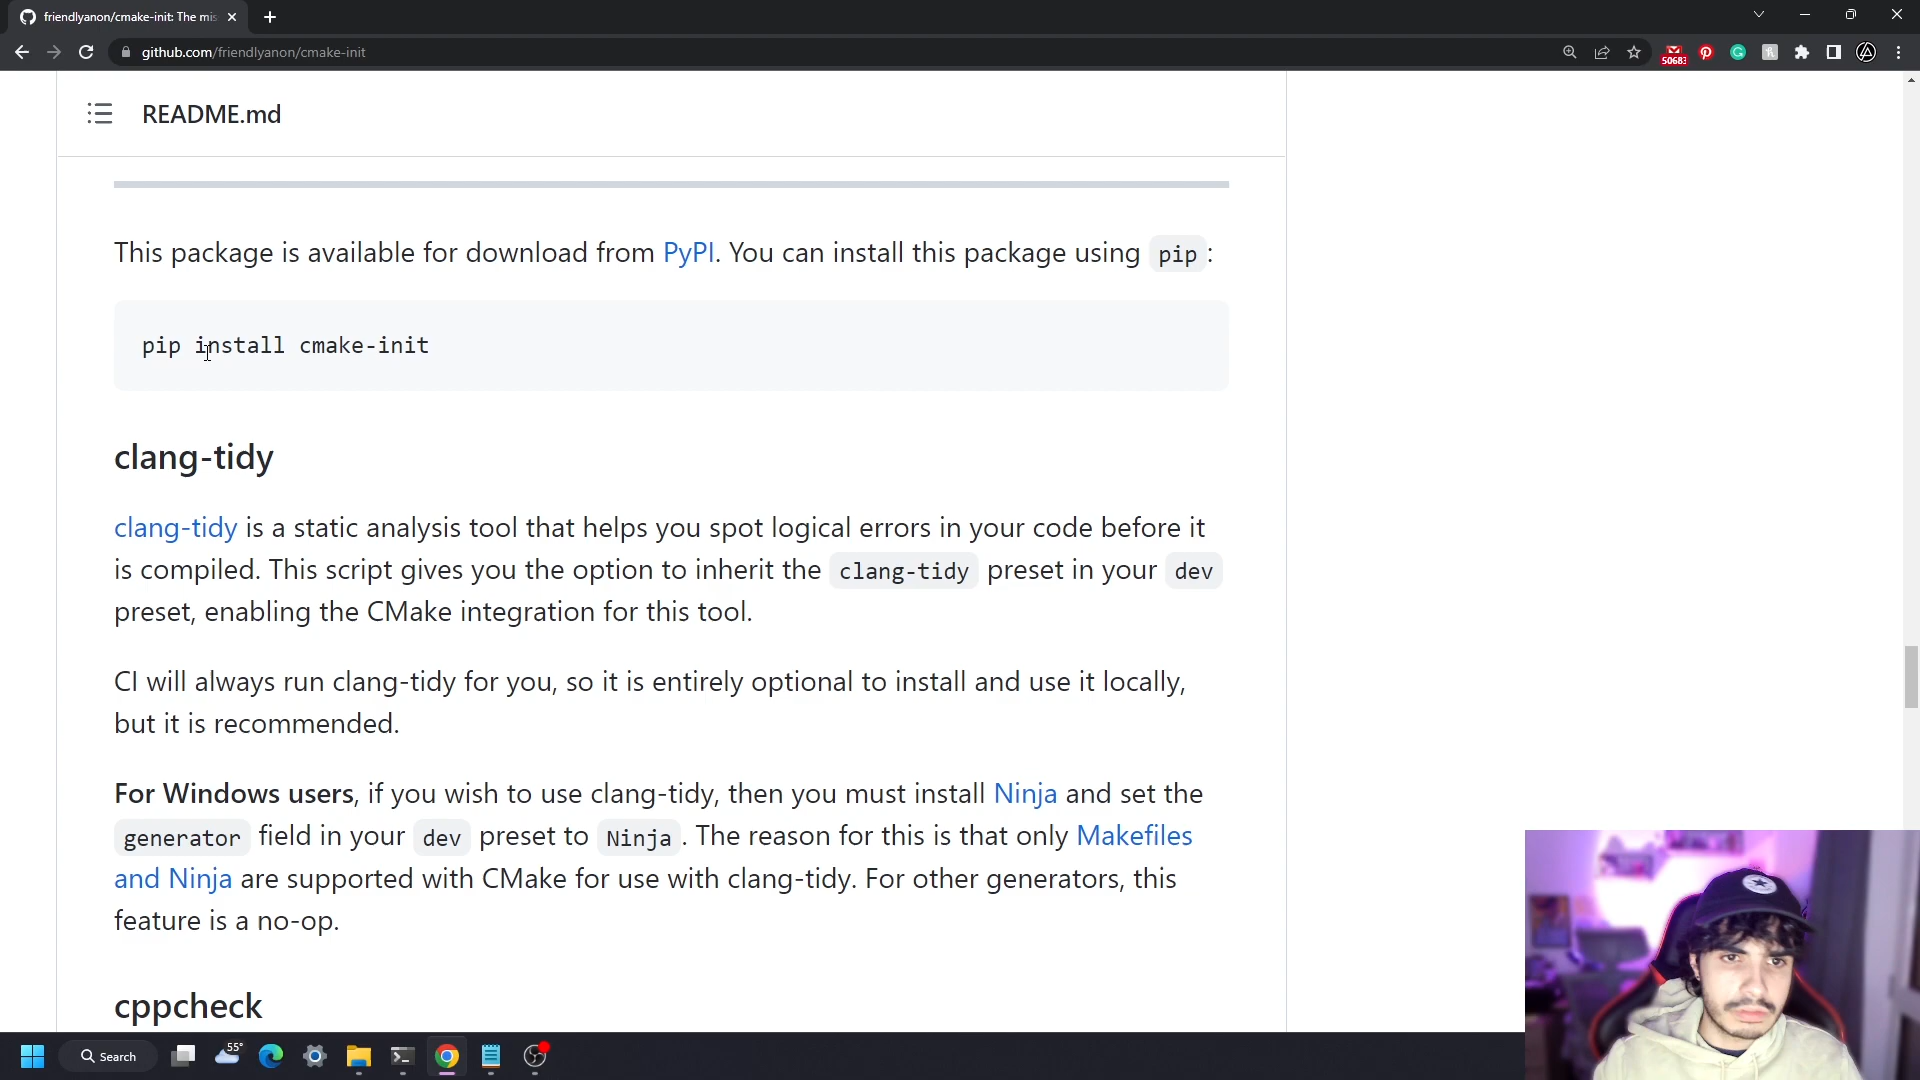 friendlyanon/cmake-init: The mis
github.com/friendlyanon/cmake-init
50683
README.md
This package is available for download from PyPI. You can install this package using pip:
pip install cmake-init
clang-tidy
clang-tidy is a static analysis tool that helps you spot logical errors in your code before it
is compiled. This script gives you the option to inherit the clang-tidy preset in your dev
preset, enabling the CMake integration for this tool.
CI will always run clang-tidy for you, so it is entirely optional to install and use it locally,
but it is recommended.
For Windows users, if you wish to use clang-tidy, then you must install Ninja and set the
generator field in your dev preset to Ninja. The reason for this is that only Makefiles
and Ninja are supported with CMake for use with clang-tidy. For other generators, this
feature is a no-op.
cppcheck
Search
55°